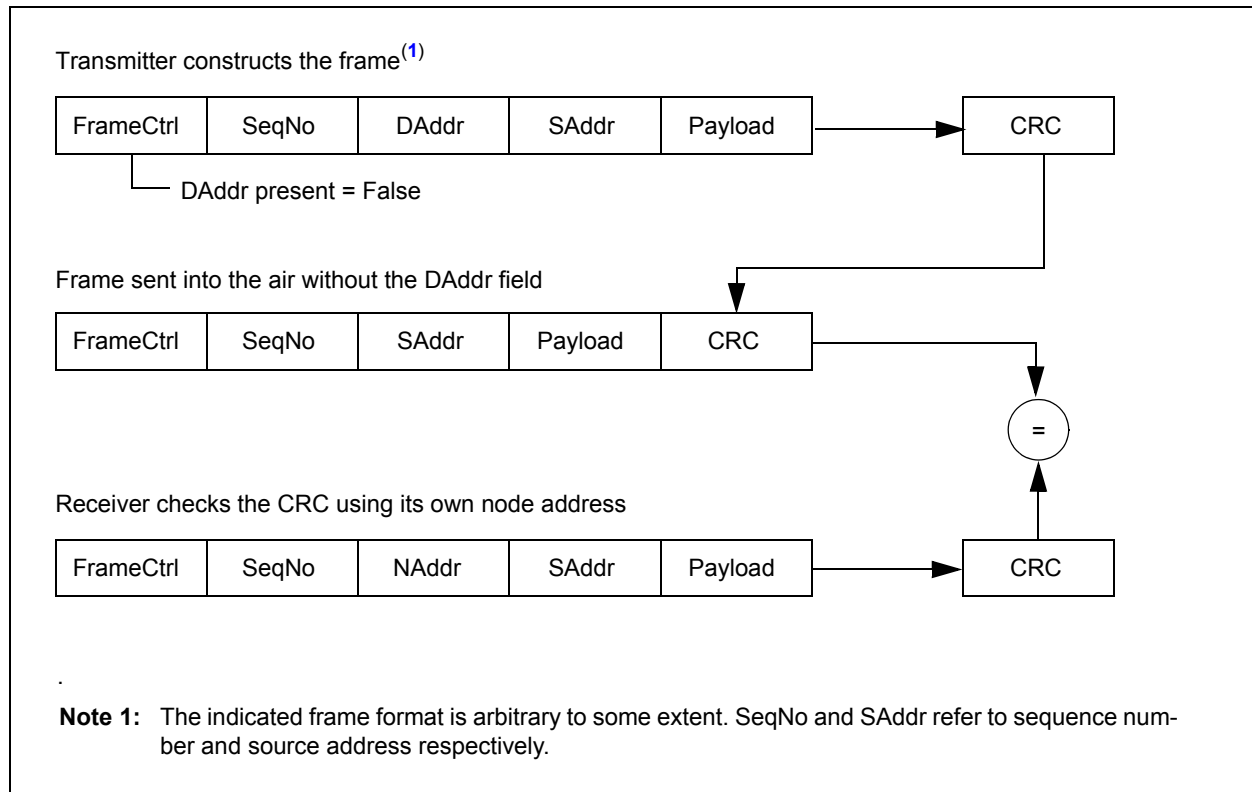 Transmitter constructs the frame(1)
FrameCtrl SeqNo DAddr SAddr Payload CRC
DAddr present = False
Frame sent into the air without the DAddr field
FrameCtrl SeqNo SAddr Payload CRC
=
Receiver checks the CRC using its own node address
FrameCtrl SeqNo NAddr SAddr Payload CRC
.
Note 1: The indicated frame format is arbitrary to some extent. SeqNo and SAddr refer to sequence num-
ber and source address respectively.